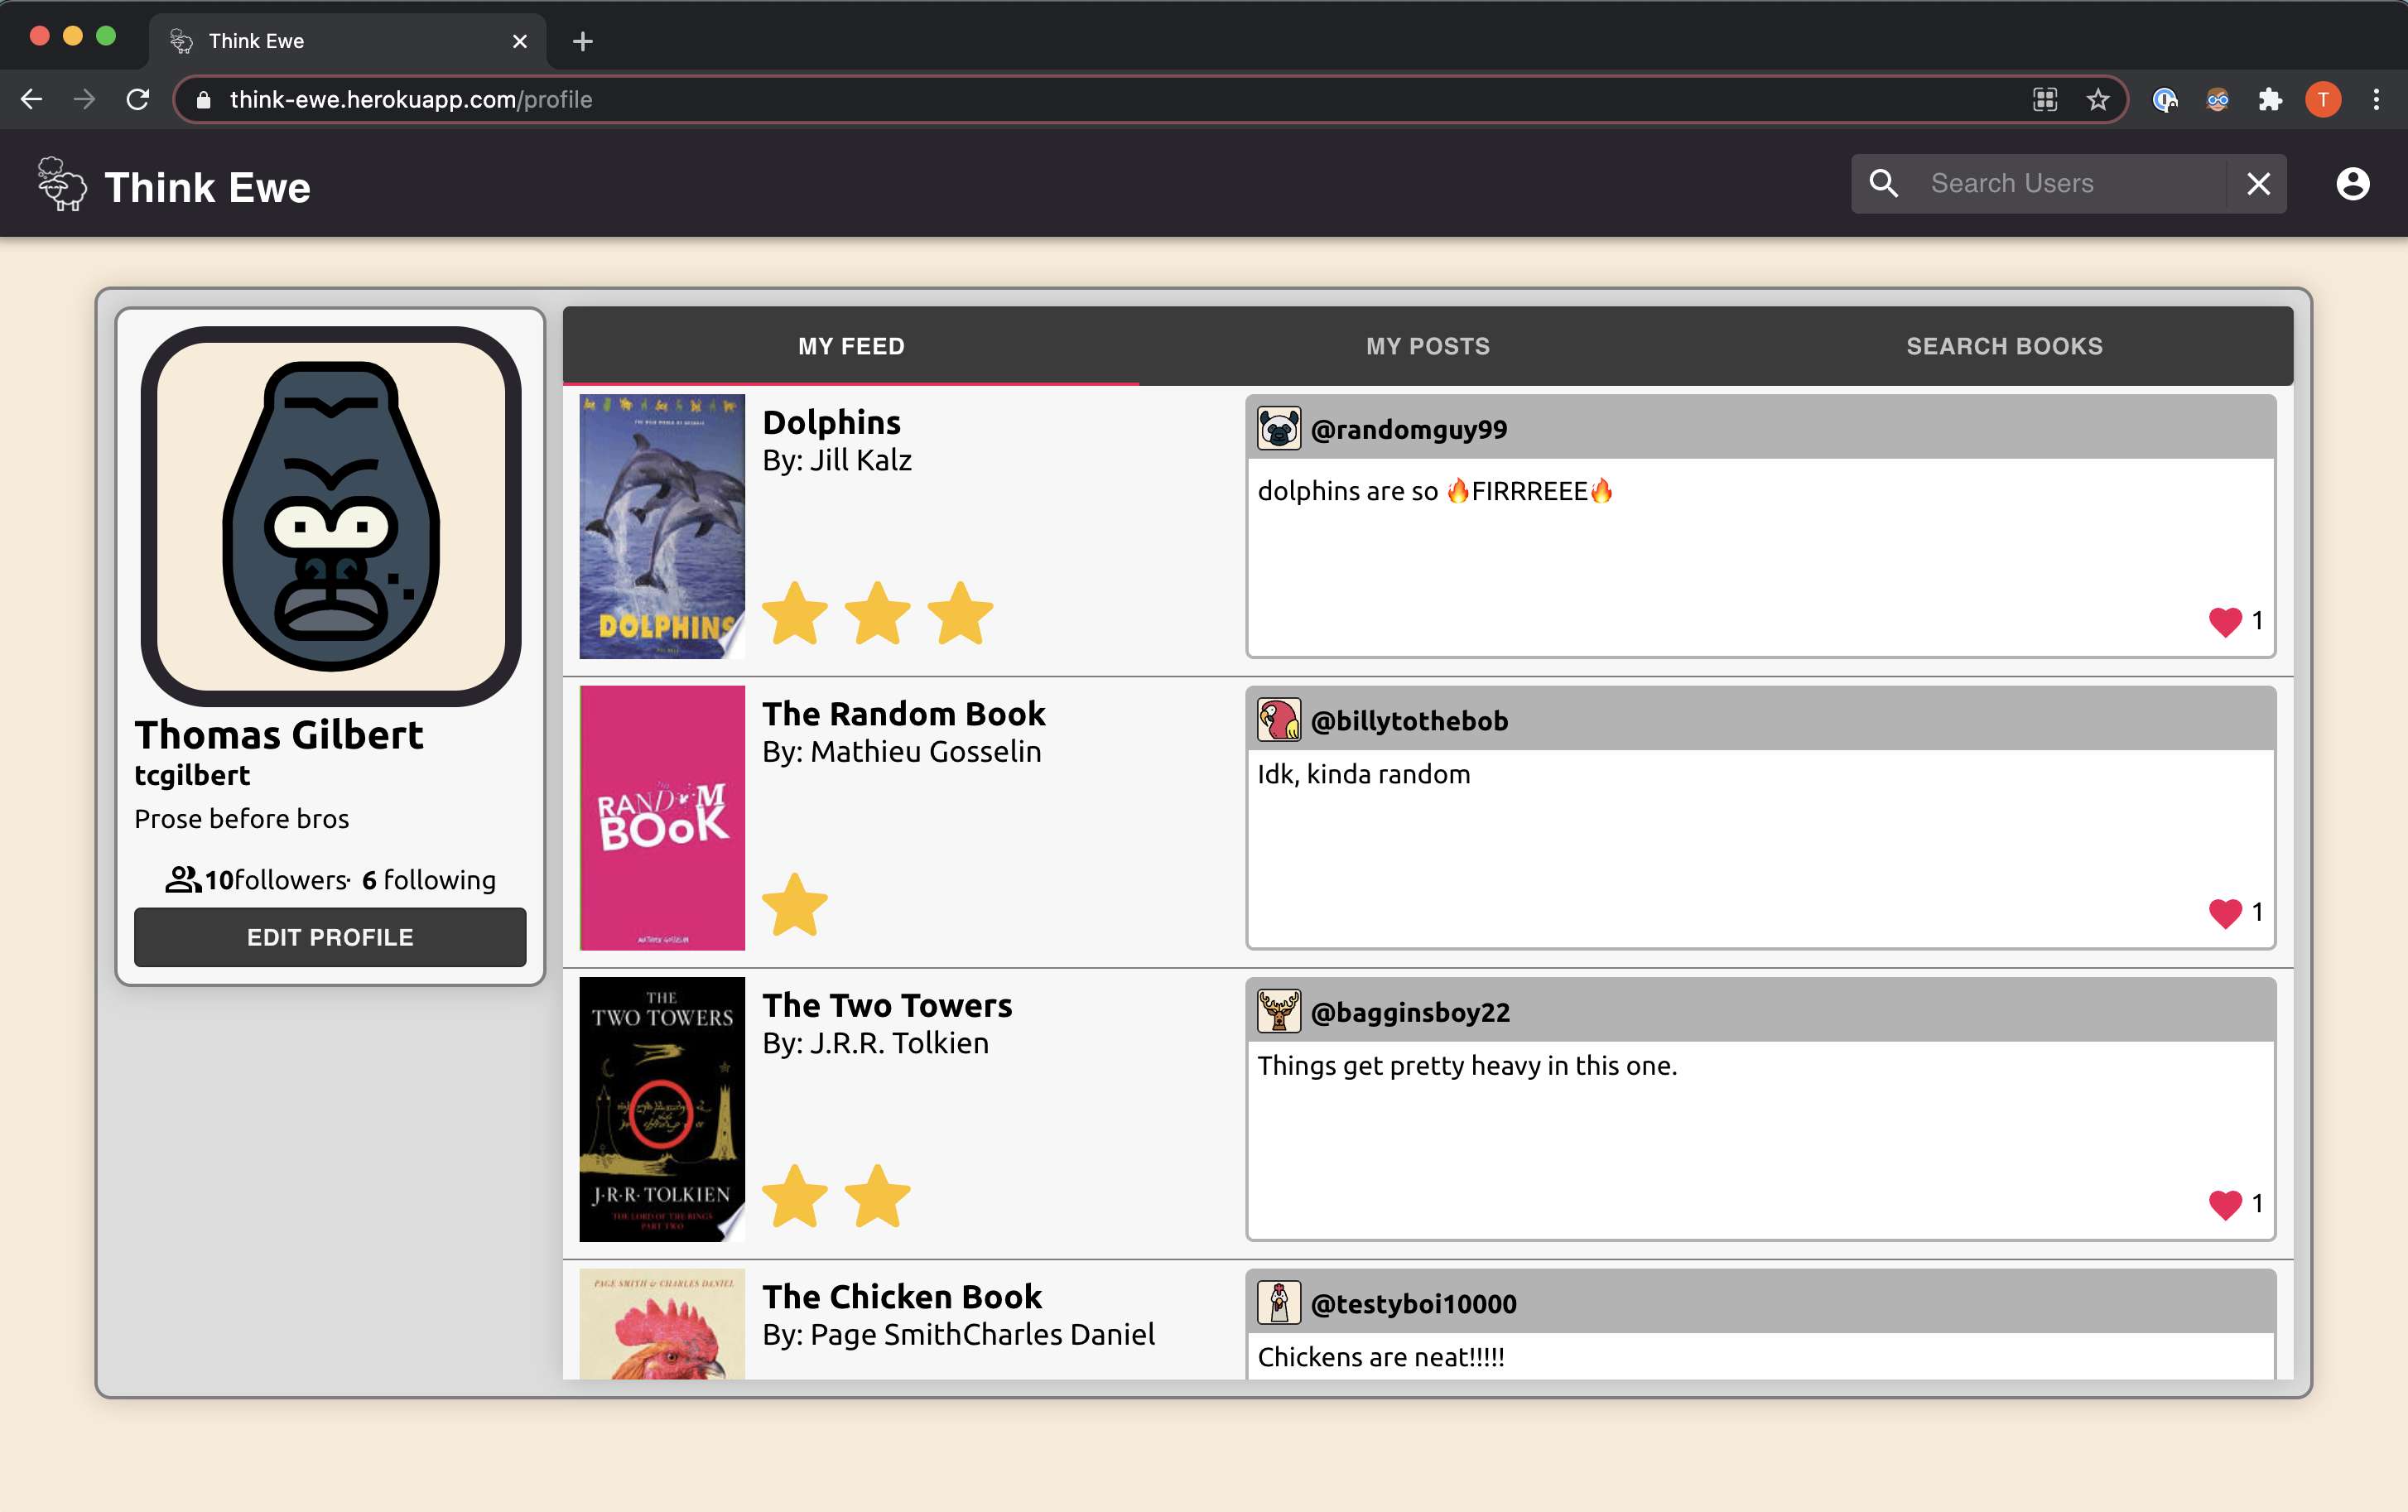 Think Ewe
think-ewe.herokuapp.com/profile
T
Think Ewe
Search Users
MY FEED
MY POSTS
SEARCH BOOKS
Thomas Gilbert
tcgilbert
Prose before bros
10followers· 6 following
EDIT PROFILE
DOLPHINS
Dolphins
By: Jill Kalz
@randomguy99
dolphins are so 🔥FIRRREEE🔥
1
RANDOM
BOOK
The Random Book
By: Mathieu Gosselin
@billytothebob
Idk, kinda random
1
THE
TWO TOWERS
J·R·R·TOLKIEN
THE LORD OF THE RINGS
PART TWO
The Two Towers
By: J.R.R. Tolkien
@bagginsboy22
Things get pretty heavy in this one.
1
PAGE SMITH & CHARLES DANIEL
The Chicken Book
By: Page SmithCharles Daniel
@testyboi10000
Chickens are neat!!!!!